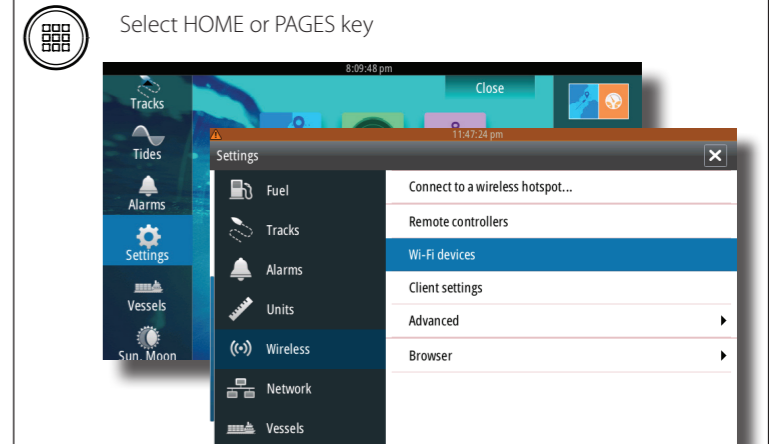 Select HOME or PAGES key
8:09:48 pm
Close
Tracks
Tides
Alarms
Settings
Vessels
Sun, Moon
11:47:24 pm
Settings
Fuel
Tracks
Alarms
Units
Wireless
Network
Vessels
Connect to a wireless hotspot...
Remote controllers
Wi-Fi devices
Client settings
Advanced
Browser